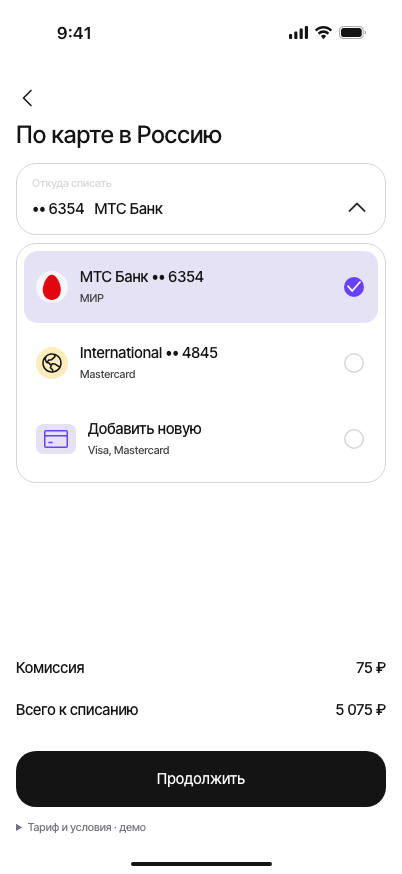 9:41
По карте в Россию
Откуда списать
•• 6354 МТС Банк
МТС Банк •• 6354
МИР
International •• 4845
Mastercard
Добавить новую
Visa, Mastercard
Комиссия 75 ₽
Всего к списанию 5 075 ₽
Продолжить
Тариф и условия · демо